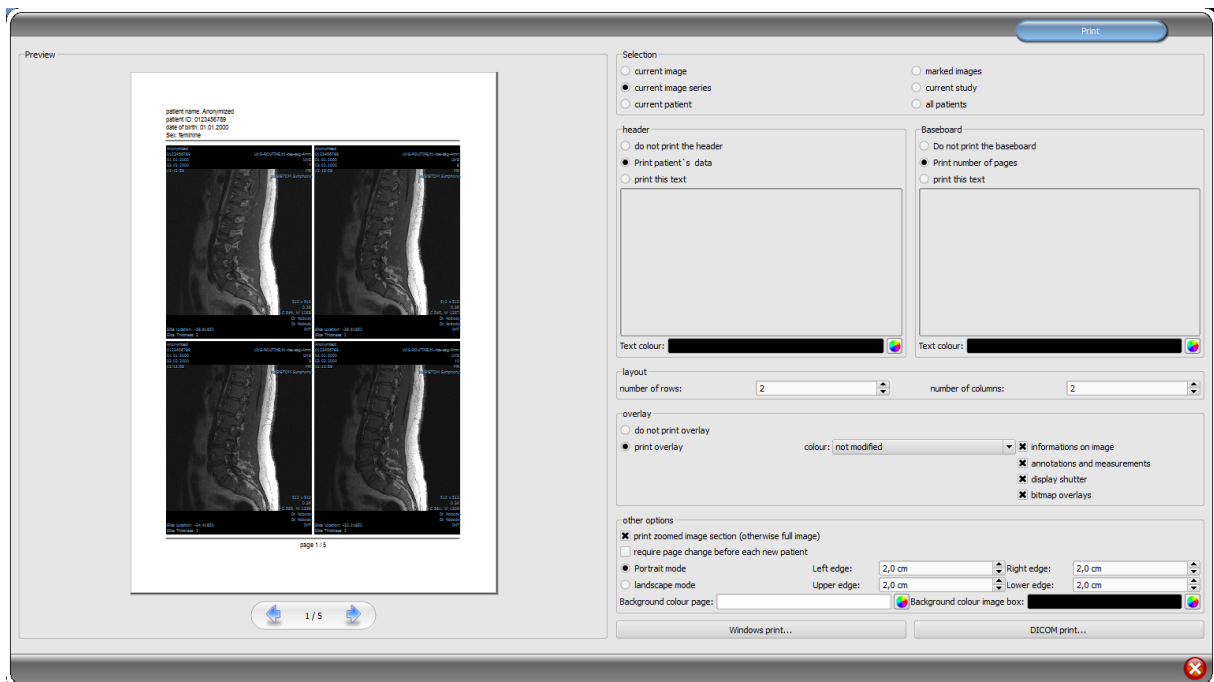 Print
Preview
patient name: Anonymized
patient ID: 0123456789
date of birth: 01.01.2000
Sex: feminine
page 1 / 5
1 / 5
Selection
current image
marked images
current image series
current study
current patient
all patients
header
do not print the header
Print patient`s data
print this text
Text colour:
Baseboard
Do not print the baseboard
Print number of pages
print this text
Text colour:
layout
number of rows: 2 number of columns: 2
overlay
do not print overlay
print overlay colour: not modified
informations on image
annotations and measurements
display shutter
bitmap overlays
other options
print zoomed image section (otherwise full image)
require page change before each new patient
Portrait mode Left edge: 2,0 cm Right edge: 2,0 cm
landscape mode Upper edge: 2,0 cm Lower edge: 2,0 cm
Background colour page: Background colour image box:
Windows print... DICOM print...